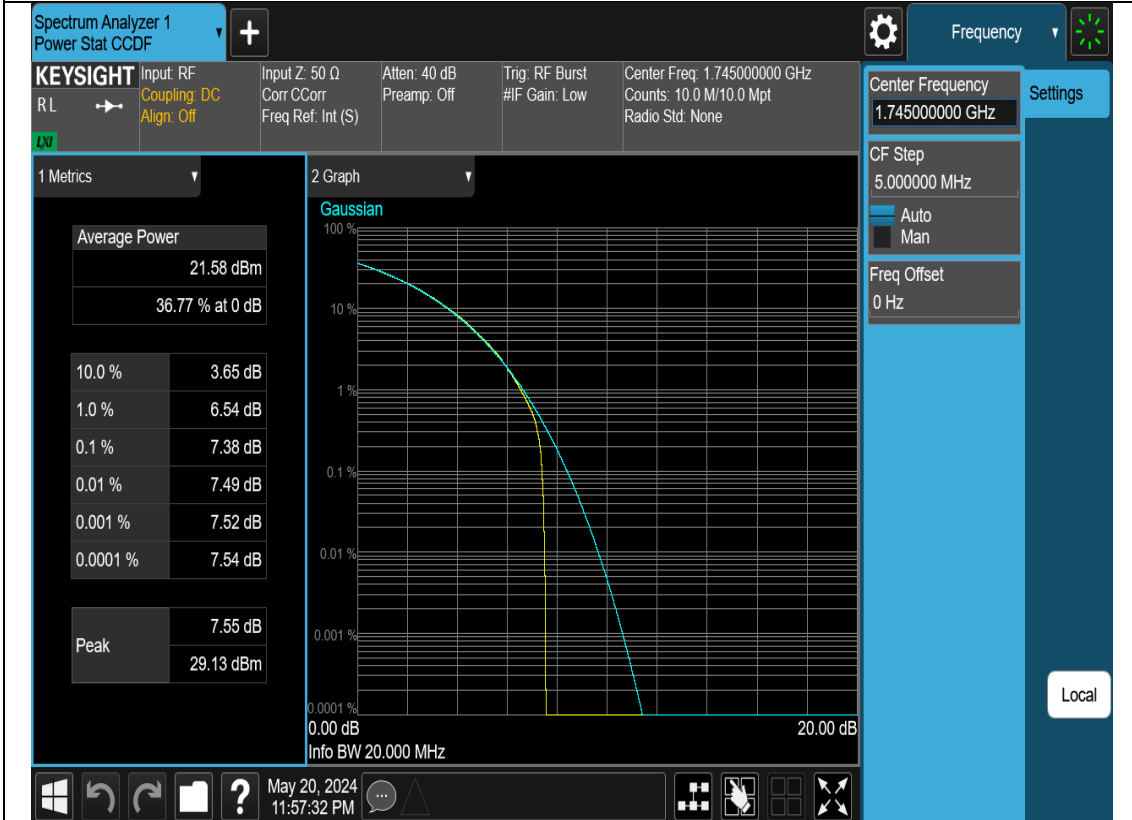 Spectrum Analyzer 1
Power Stat CCDF
Frequency
KEYSIGHT
RL
LXI
Input: RF
Coupling: DC
Align: Off
Input Z: 50 Ω
Corr CCorr
Freq Ref: Int (S)
Atten: 40 dB
Preamp: Off
Trig: RF Burst
#IF Gain: Low
Center Freq: 1.745000000 GHz
Counts: 10.0 M/10.0 Mpt
Radio Std: None
Center Frequency
1.745000000 GHz
Settings
CF Step
5.000000 MHz
Auto
Man
Freq Offset
0 Hz
1 Metrics
Average Power
21.58 dBm
36.77 % at 0 dB
10.0 % 3.65 dB
1.0 % 6.54 dB
0.1 % 7.38 dB
0.01 % 7.49 dB
0.001 % 7.52 dB
0.0001 % 7.54 dB
Peak
7.55 dB
29.13 dBm
2 Graph
Gaussian
100 %
10 %
1 %
0.1 %
0.01 %
0.001 %
0.0001 %
0.00 dB
20.00 dB
Info BW 20.000 MHz
Local
?
May 20, 2024
11:57:32 PM